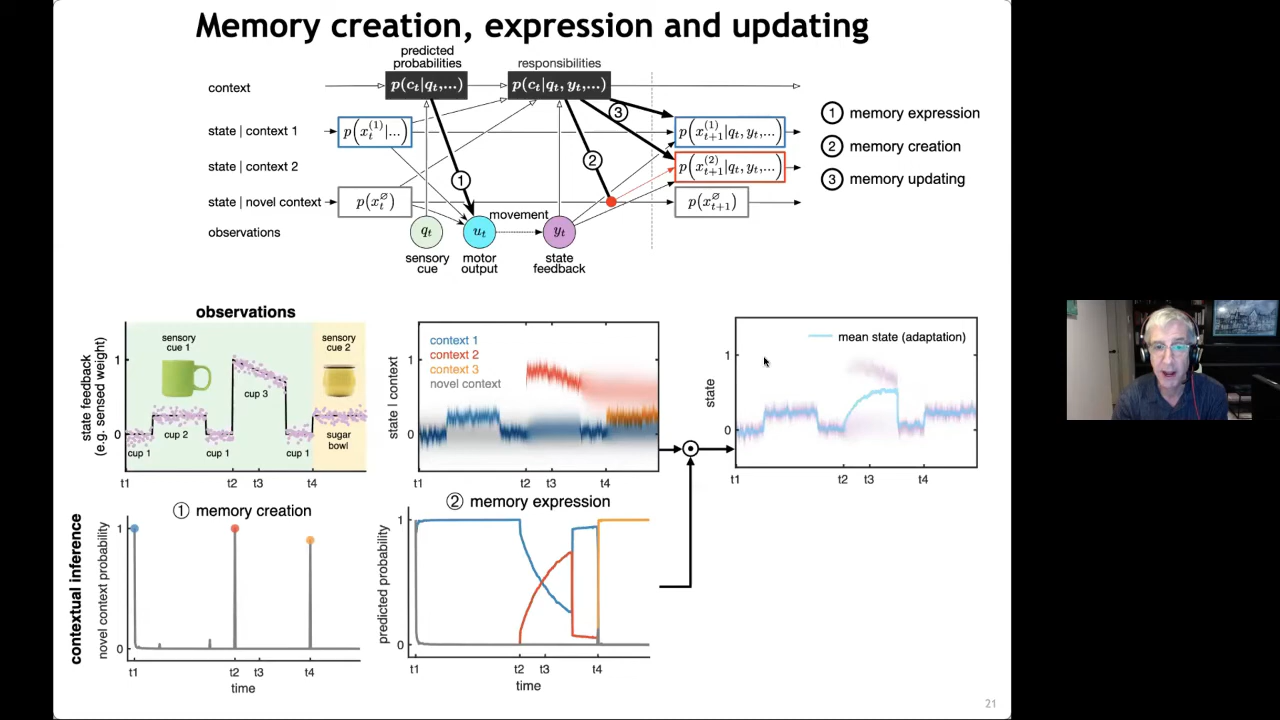 Memory creation, expression and updating
predicted
probabilities
responsibilities
context
p(c_t|q_t,...)
p(c_t|q_t, y_t,...)
state | context 1
p(x_t^(1)|...)
p(x_{t+1}^(1)|q_t, y_t,...)
state | context 2
p(x_{t+1}^(2)|q_t, y_t,...)
state | novel context
p(x_t^∅)
p(x_{t+1}^∅)
observations
q_t
u_t
movement
y_t
sensory
cue
motor
output
state
feedback
1
2
3
① memory expression
② memory creation
③ memory updating
observations
state feedback
(e.g. sensed weight)
1
0
sensory
cue 1
sensory
cue 2
cup 1
cup 2
cup 1
cup 3
cup 1
sugar
bowl
t1 t2 t3 t4
state | context
1
0
context 1
context 2
context 3
novel context
t1 t2 t3 t4
state
1
0
mean state (adaptation)
t1 t2 t3 t4
contextual inference
① memory creation
novel context probability
1
0
t1 t2 t3 t4
time
② memory expression
predicted probability
1
0
t1 t2 t3 t4
time
21